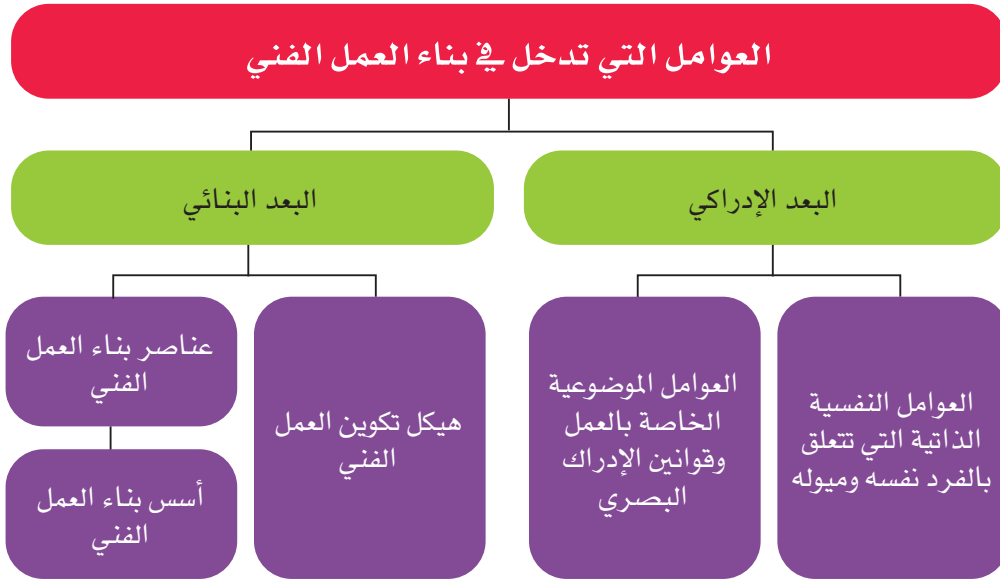 العوامل التي تدخل في بناء العمل الفني
البعد الإدراكي
البعد البنائي
العوامل النفسية
الذاتية التي تتعلق
بالفرد نفسه وميوله
العوامل الموضوعية
الخاصة بالعمل
وقوانين الإدراك
البصري
هيكل تكوين العمل
الفني
عناصر بناء العمل
الفني
أسس بناء العمل
الفني